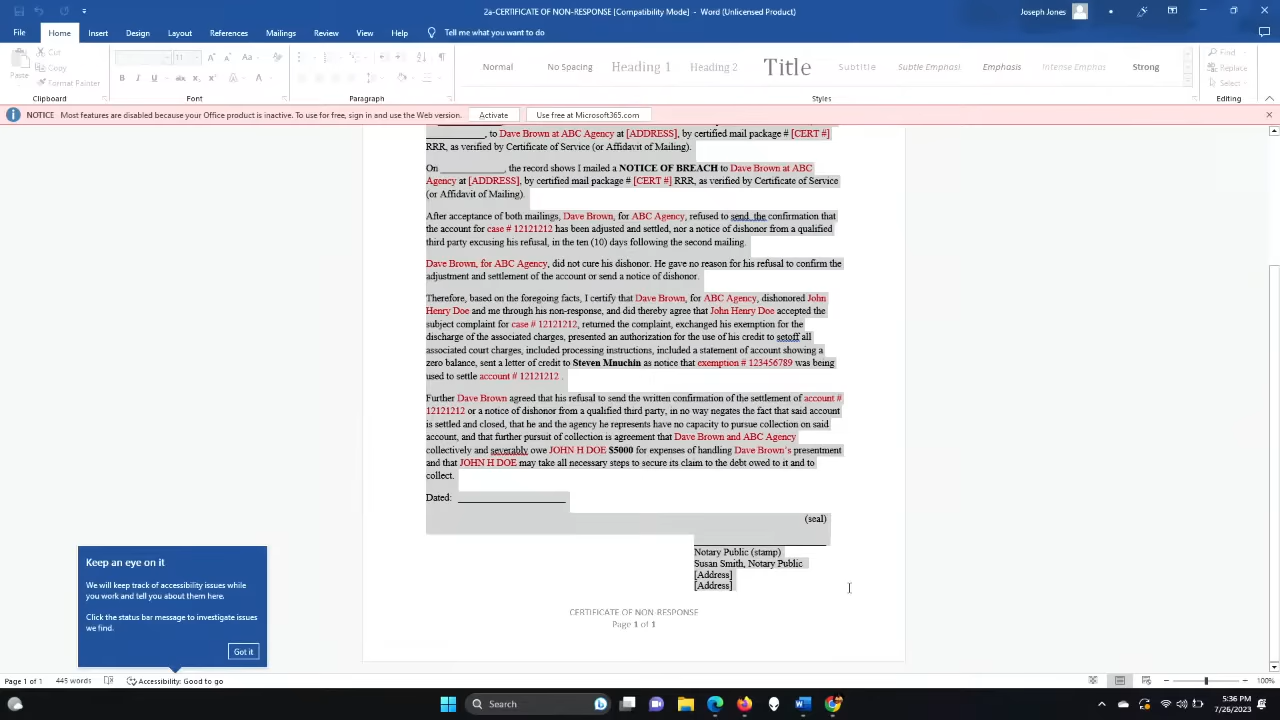 2a-CERTIFICATE OF NON-RESPONSE [Compatibility Mode] - Word (Unlicensed Product)
Joseph Jones
File Home Insert Design Layout References Mailings Review View Help Tell me what you want to do
Cut
Copy
Format Painter
Paste
11
Normal No Spacing Heading 1 Heading 2 Title Subtitle Subtle Emphasi Emphasis Intense Emphas Strong
Find
Replace
Select
Clipboard Font Paragraph Styles Editing
NOTICE Most features are disabled because your Office product is inactive. To use for free, sign in and use the Web version. Activate Use free at Microsoft365.com
____________, to Dave Brown at ABC Agency at [ADDRESS], by certified mail package # [CERT #]
RRR, as verified by Certificate of Service (or Affidavit of Mailing).
On _____________, the record shows I mailed a NOTICE OF BREACH to Dave Brown at ABC
Agency at [ADDRESS], by certified mail package # [CERT #] RRR, as verified by Certificate of Service
(or Affidavit of Mailing).
After acceptance of both mailings, Dave Brown, for ABC Agency, refused to send the confirmation that
the account for case # 12121212 has been adjusted and settled, nor a notice of dishonor from a qualified
third party excusing his refusal, in the ten (10) days following the second mailing.
Dave Brown, for ABC Agency, did not cure his dishonor. He gave no reason for his refusal to confirm the
adjustment and settlement of the account or send a notice of dishonor.
Therefore, based on the foregoing facts, I certify that Dave Brown, for ABC Agency, dishonored John
Henry Doe and me through his non-response, and did thereby agree that John Henry Doe accepted the
subject complaint for case # 12121212, returned the complaint, exchanged his exemption for the
discharge of the associated charges, presented an authorization for the use of his credit to setoff all
associated court charges, included processing instructions, included a statement of account showing a
zero balance, sent a letter of credit to Steven Mnuchin as notice that exemption # 123456789 was being
used to settle account # 12121212 .
Further Dave Brown agreed that his refusal to send the written confirmation of the settlement of account #
12121212 or a notice of dishonor from a qualified third party, in no way negates the fact that said account
is settled and closed, that he and the agency he represents have no capacity to pursue collection on said
account, and that further pursuit of collection is agreement that Dave Brown and ABC Agency
collectively and severably owe JOHN H DOE $5000 for expenses of handling Dave Brown's presentment
and that JOHN H DOE may take all necessary steps to secure its claim to the debt owed to it and to
collect.
Dated: ______________________
(seal)
Notary Public (stamp)
Susan Smith, Notary Public
[Address]
[Address]
CERTIFICATE OF NON-RESPONSE
Page 1 of 1
Keep an eye on it
We will keep track of accessibility issues while
you work and tell you about them here.
Click the status bar message to investigate issues
we find.
Got it
Page 1 of 1 445 words Accessibility: Good to go 100%
Search
5:36 PM
7/26/2023